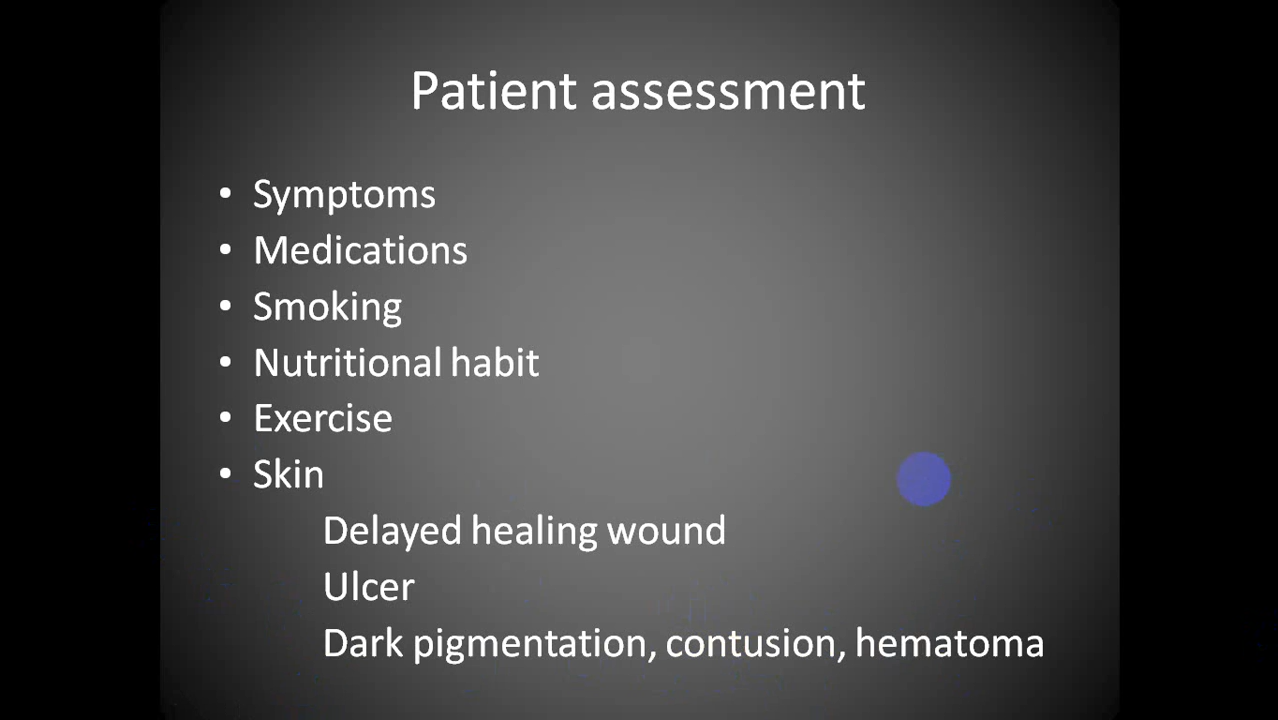 Patient assessment
• Symptoms
• Medications
• Smoking
• Nutritional habit
• Exercise
• Skin
Delayed healing wound
Ulcer
Dark pigmentation, contusion, hematoma